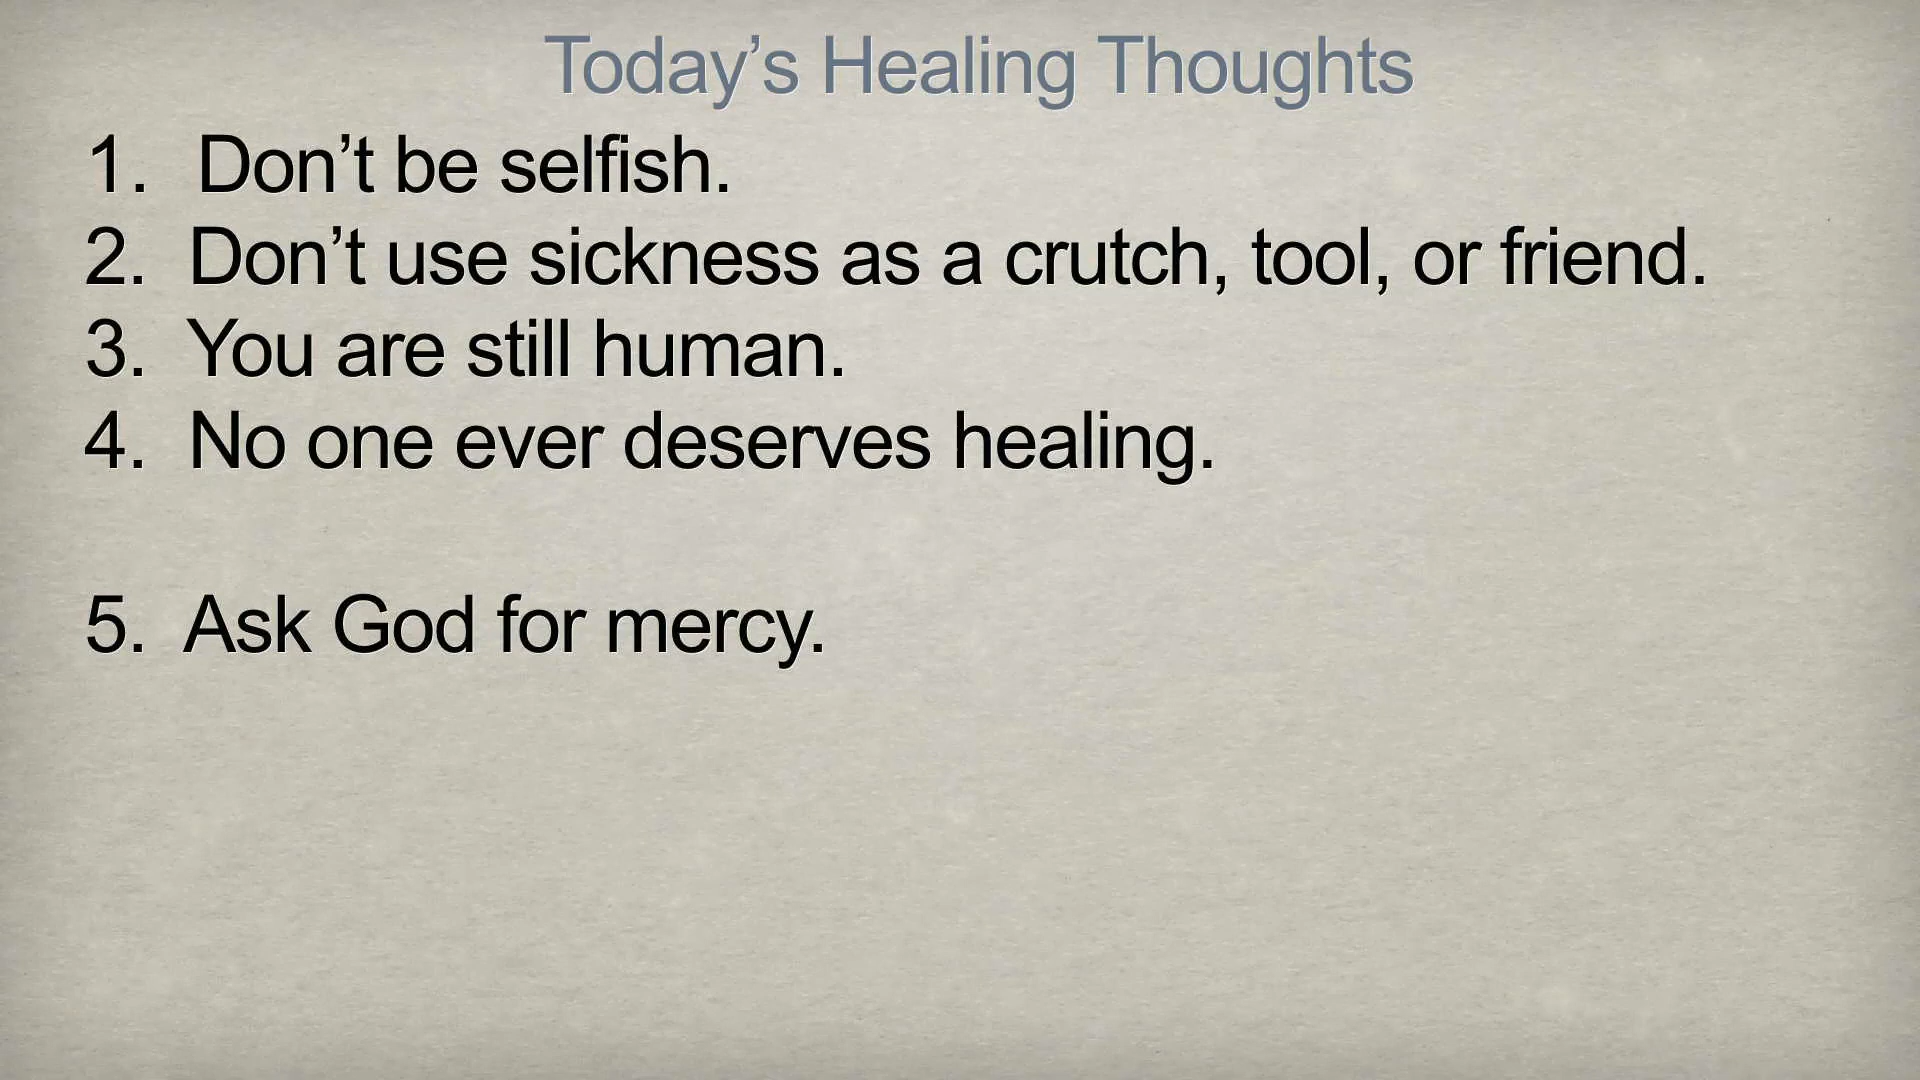 Today’s Healing Thoughts
1. Don’t be selfish.
2. Don’t use sickness as a crutch, tool, or friend.
3. You are still human.
4. No one ever deserves healing.
5. Ask God for mercy.